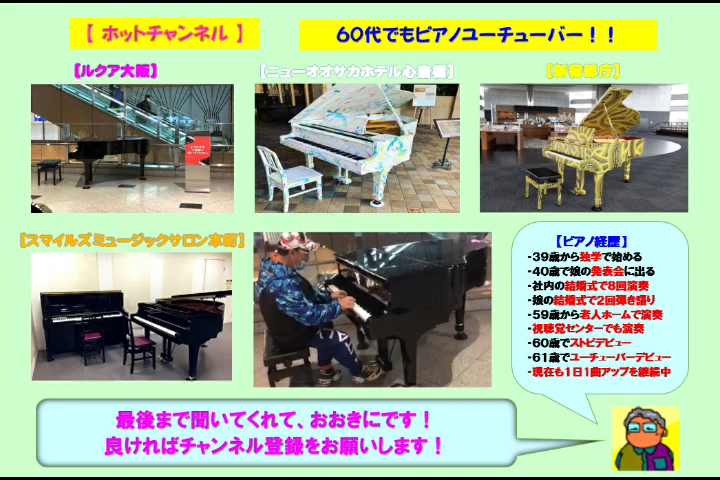 【 ホットチャンネル 】
60代でもピアノユーチューバー！！
【ルクア大阪】
【ニューオオサカホテル心斎橋】
【新宿都庁】
【スマイルズミュージックサロン本町】
【ピアノ経歴】
-39歳から独学で始める
-40歳で娘の発表会に出る
-社内の結婚式で8回演奏
-娘の結婚式で2回弾き語り
-59歳から老人ホームで演奏
-視聴覚センターでも演奏
-60歳でストピデビュー
-61歳でユーチューバーデビュー
-現在も1日1曲アップを継続中
最後まで聞いてくれて、おおきにです！
良ければチャンネル登録をお願いします！